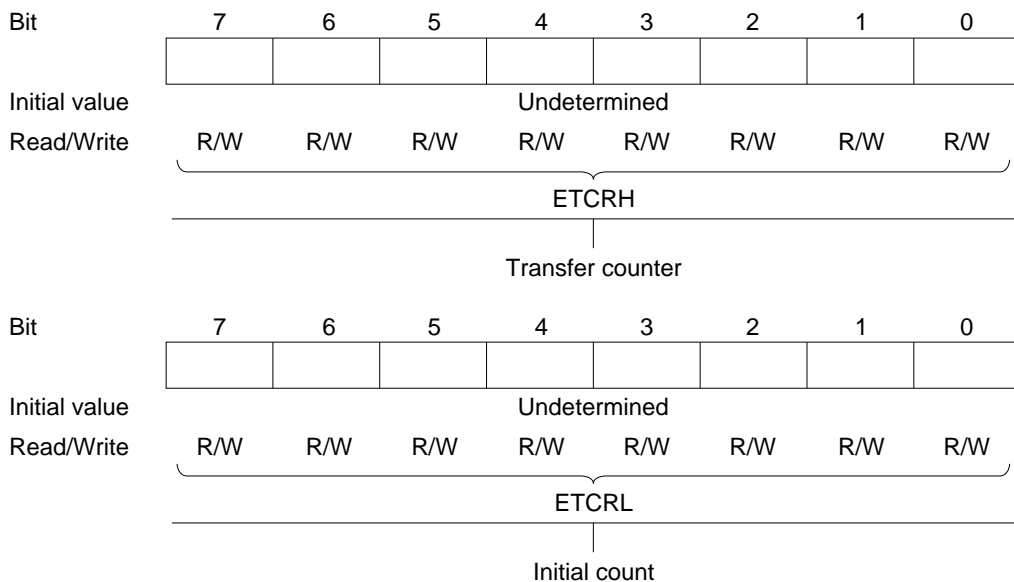 Bit 7 6 5 4 3 2 1 0
Initial value Undetermined
Read/Write R/W R/W R/W R/W R/W R/W R/W R/W
ETCRH
Transfer counter
Bit 7 6 5 4 3 2 1 0
Initial value Undetermined
Read/Write R/W R/W R/W R/W R/W R/W R/W R/W
ETCRL
Initial count